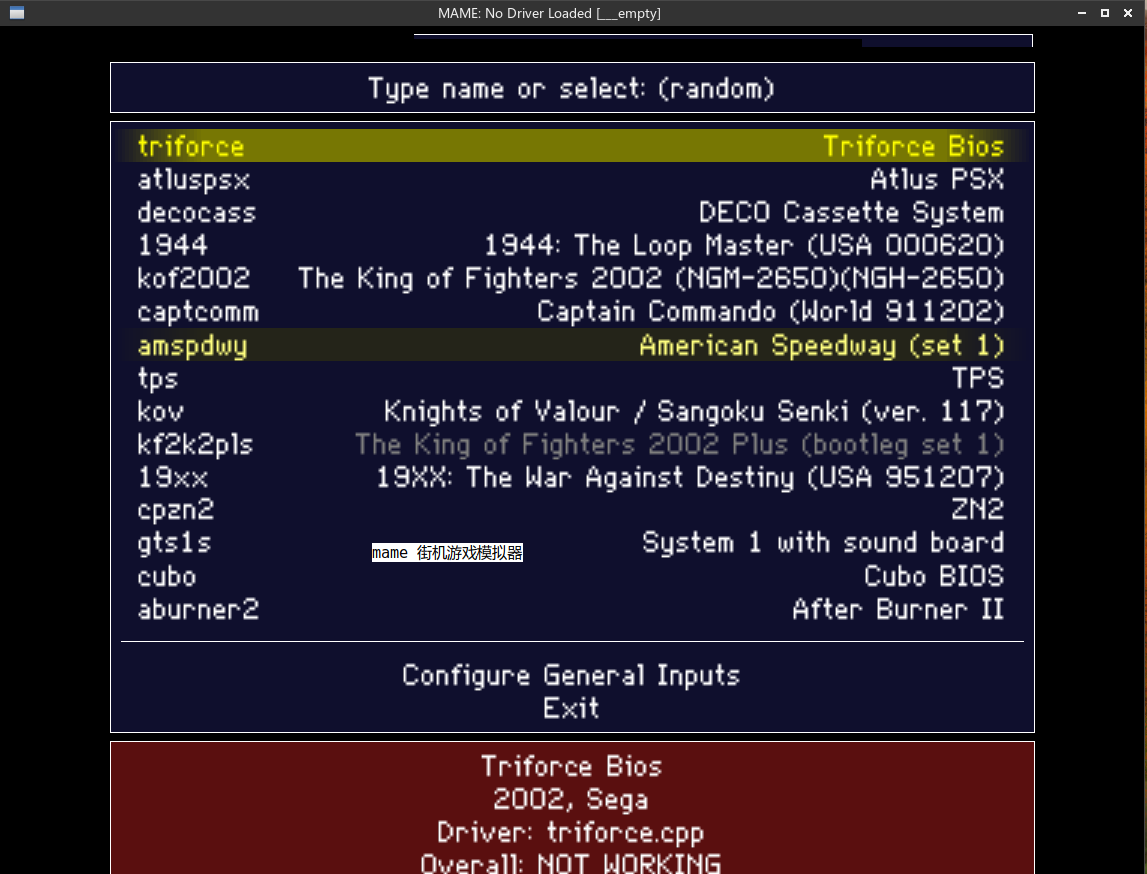 MAME: No Driver Loaded [___empty]
Type name or select: (random)
triforce Triforce Bios
atluspsx Atlus PSX
decocass DECO Cassette System
1944 1944: The Loop Master (USA 000620)
kof2002 The King of Fighters 2002 (NGM-2650)(NGH-2650)
captcomm Captain Commando (World 911202)
amspdwy American Speedway (set 1)
tps TPS
kov Knights of Valour / Sangoku Senki (ver. 117)
kf2k2pls The King of Fighters 2002 Plus (bootleg set 1)
19xx 19XX: The War Against Destiny (USA 951207)
cpzn2 ZN2
gts1s System 1 with sound board
mame 街机游戏模拟器
cubo Cubo BIOS
aburner2 After Burner II
Configure General Inputs
Exit
Triforce Bios
2002, Sega
Driver: triforce.cpp
Overall: NOT WORKING